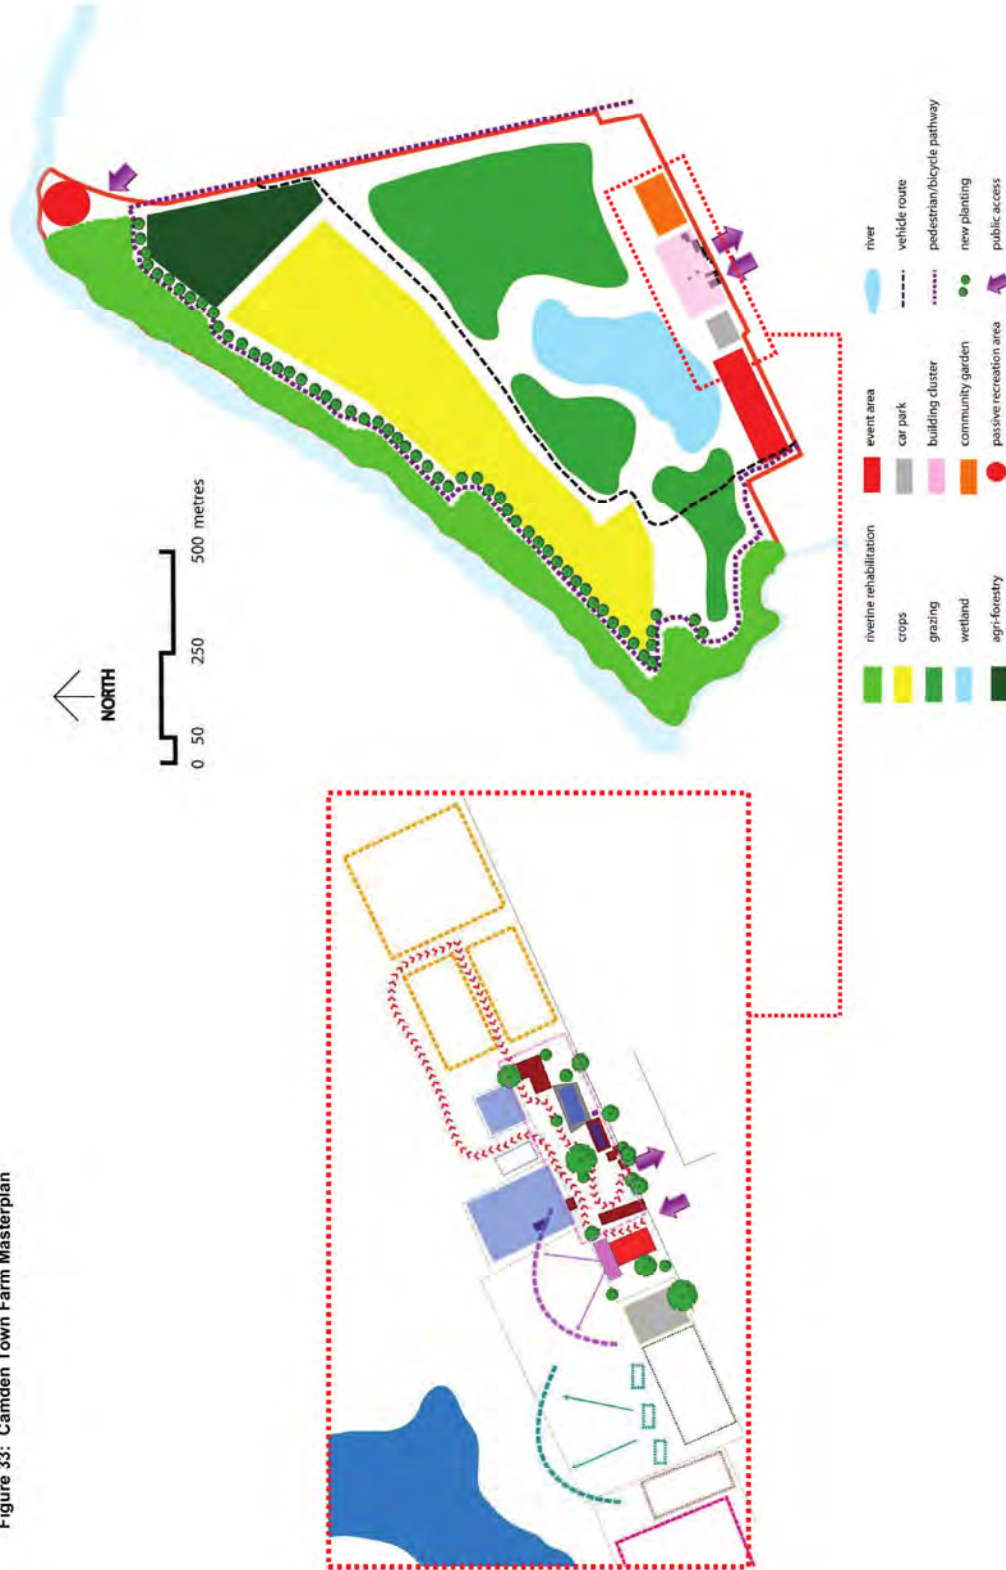 Figure 33: Camden Town Farm Masterplan
NORTH
0 50 250 500 metres
riverine rehabilitation
crops
grazing
wetland
agri-forestry
event area
car park
building cluster
community garden
passive recreation area
river
vehicle route
pedestrian/bicycle pathway
new planting
public access